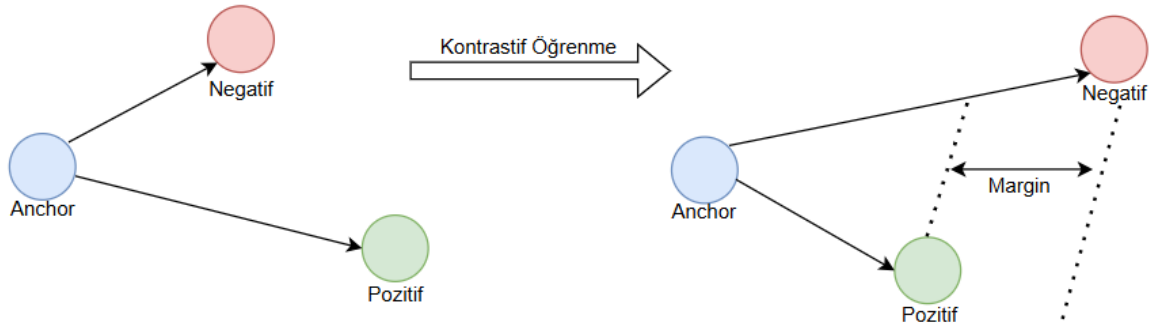 Negatif
Anchor
Pozitif
Kontrastif Öğrenme
Negatif
Margin
Anchor
Pozitif